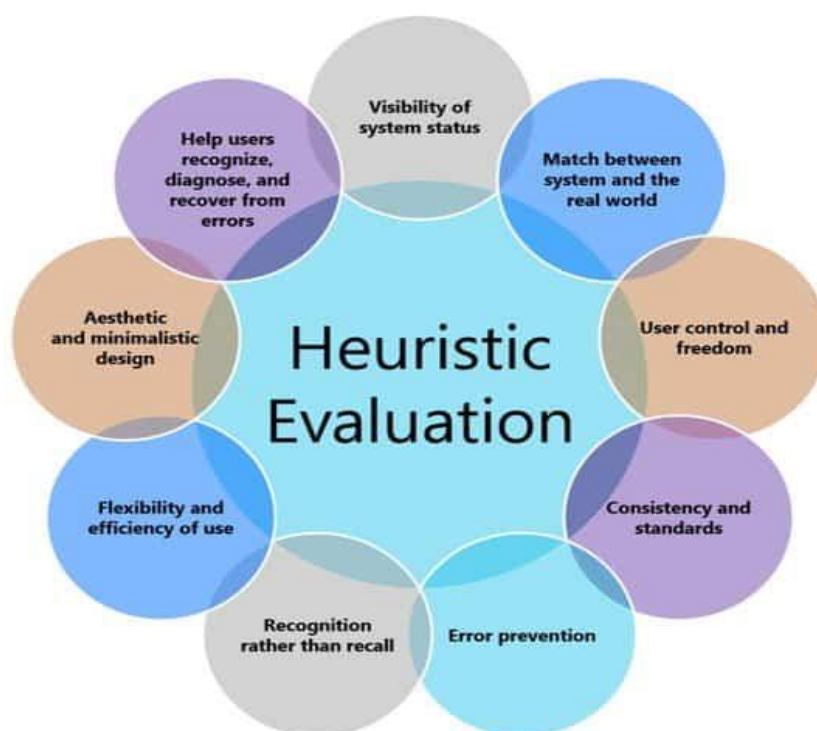 Visibility of
system status
Match between
system and the
real world
User control and
freedom
Consistency and
standards
Error prevention
Recognition
rather than recall
Flexibility and
efficiency of use
Aesthetic
and minimalistic
design
Help users
recognize,
diagnose, and
recover from
errors
Heuristic
Evaluation